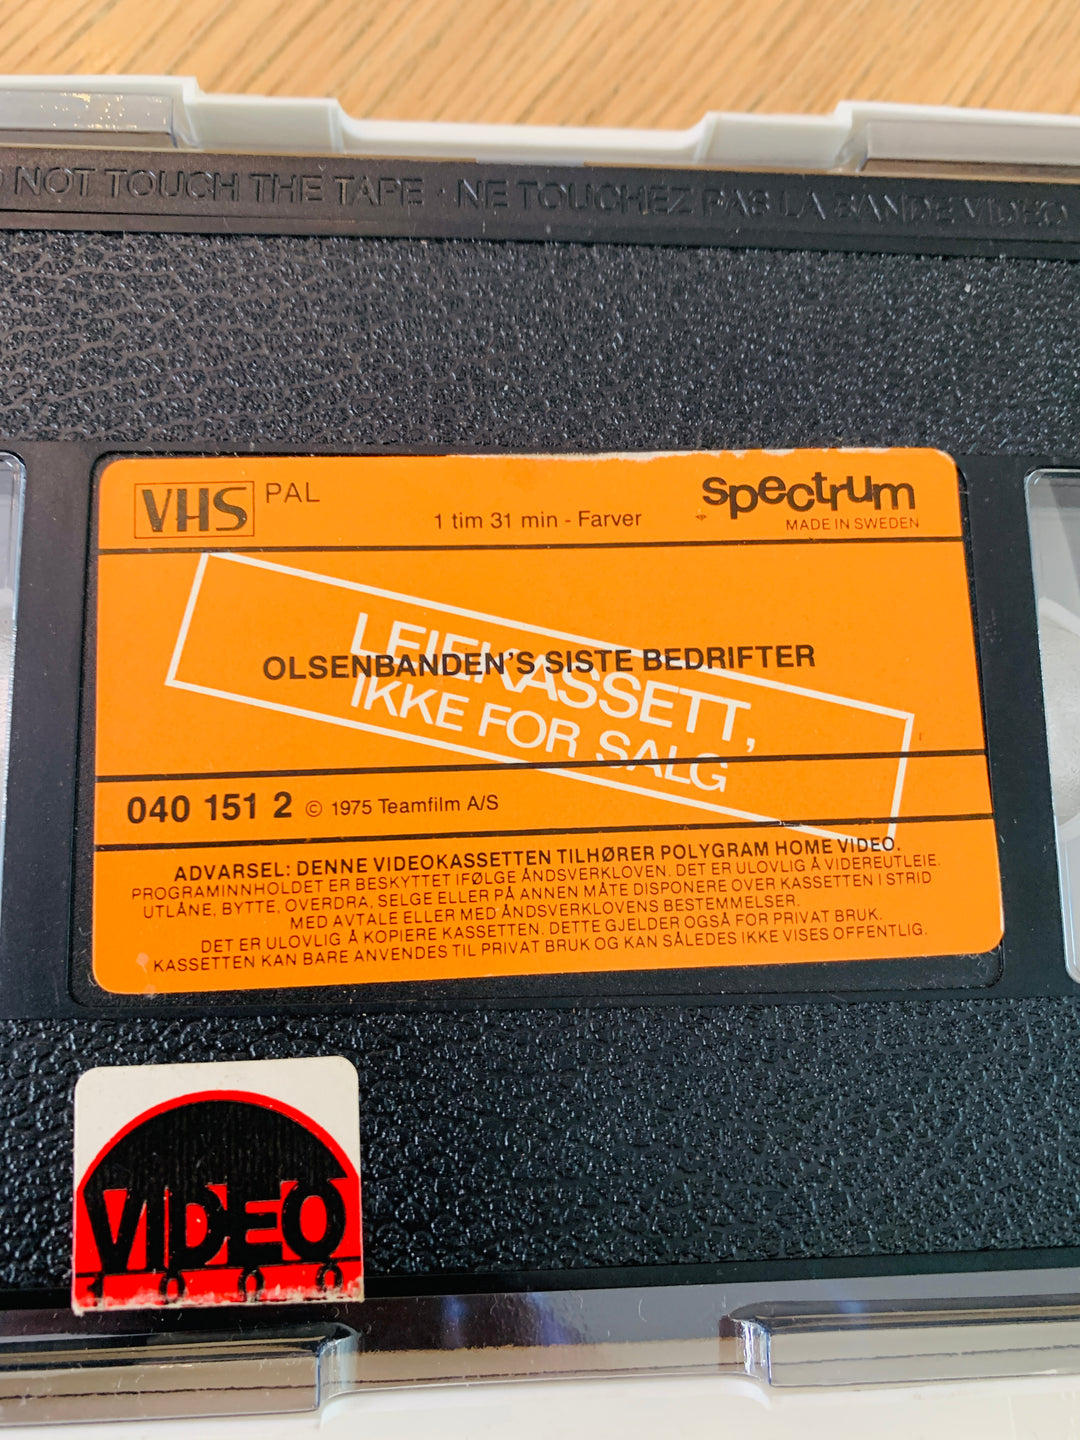 NOT TOUCH THE TAPE · NE TOUCHEZ PAS LA BANDE VIDEO
VHS PAL
1 tim 31 min - Farver
spectrum
MADE IN SWEDEN
LEIEKASSETT,
IKKE FOR SALG
OLSENBANDEN'S SISTE BEDRIFTER
040 151 2 © 1975 Teamfilm A/S
ADVARSEL: DENNE VIDEOKASSETTEN TILHØRER POLYGRAM HOME VIDEO.
PROGRAMINNHOLDET ER BESKYTTET IFØLGE ÅNDSVERKLOVEN. DET ER ULOVLIG Å VIDEREUTLEIE.
UTLÅNE, BYTTE, OVERDRA, SELGE ELLER PÅ ANNEN MÅTE DISPONERE OVER KASSETTEN I STRID
MED AVTALE ELLER MED ÅNDSVERKLOVENS BESTEMMELSER.
DET ER ULOVLIG Å KOPIERE KASSETTEN. DETTE GJELDER OGSÅ FOR PRIVAT BRUK.
KASSETTEN KAN BARE ANVENDES TIL PRIVAT BRUK OG KAN SÅLEDES IKKE VISES OFFENTLIG.
VIDEO